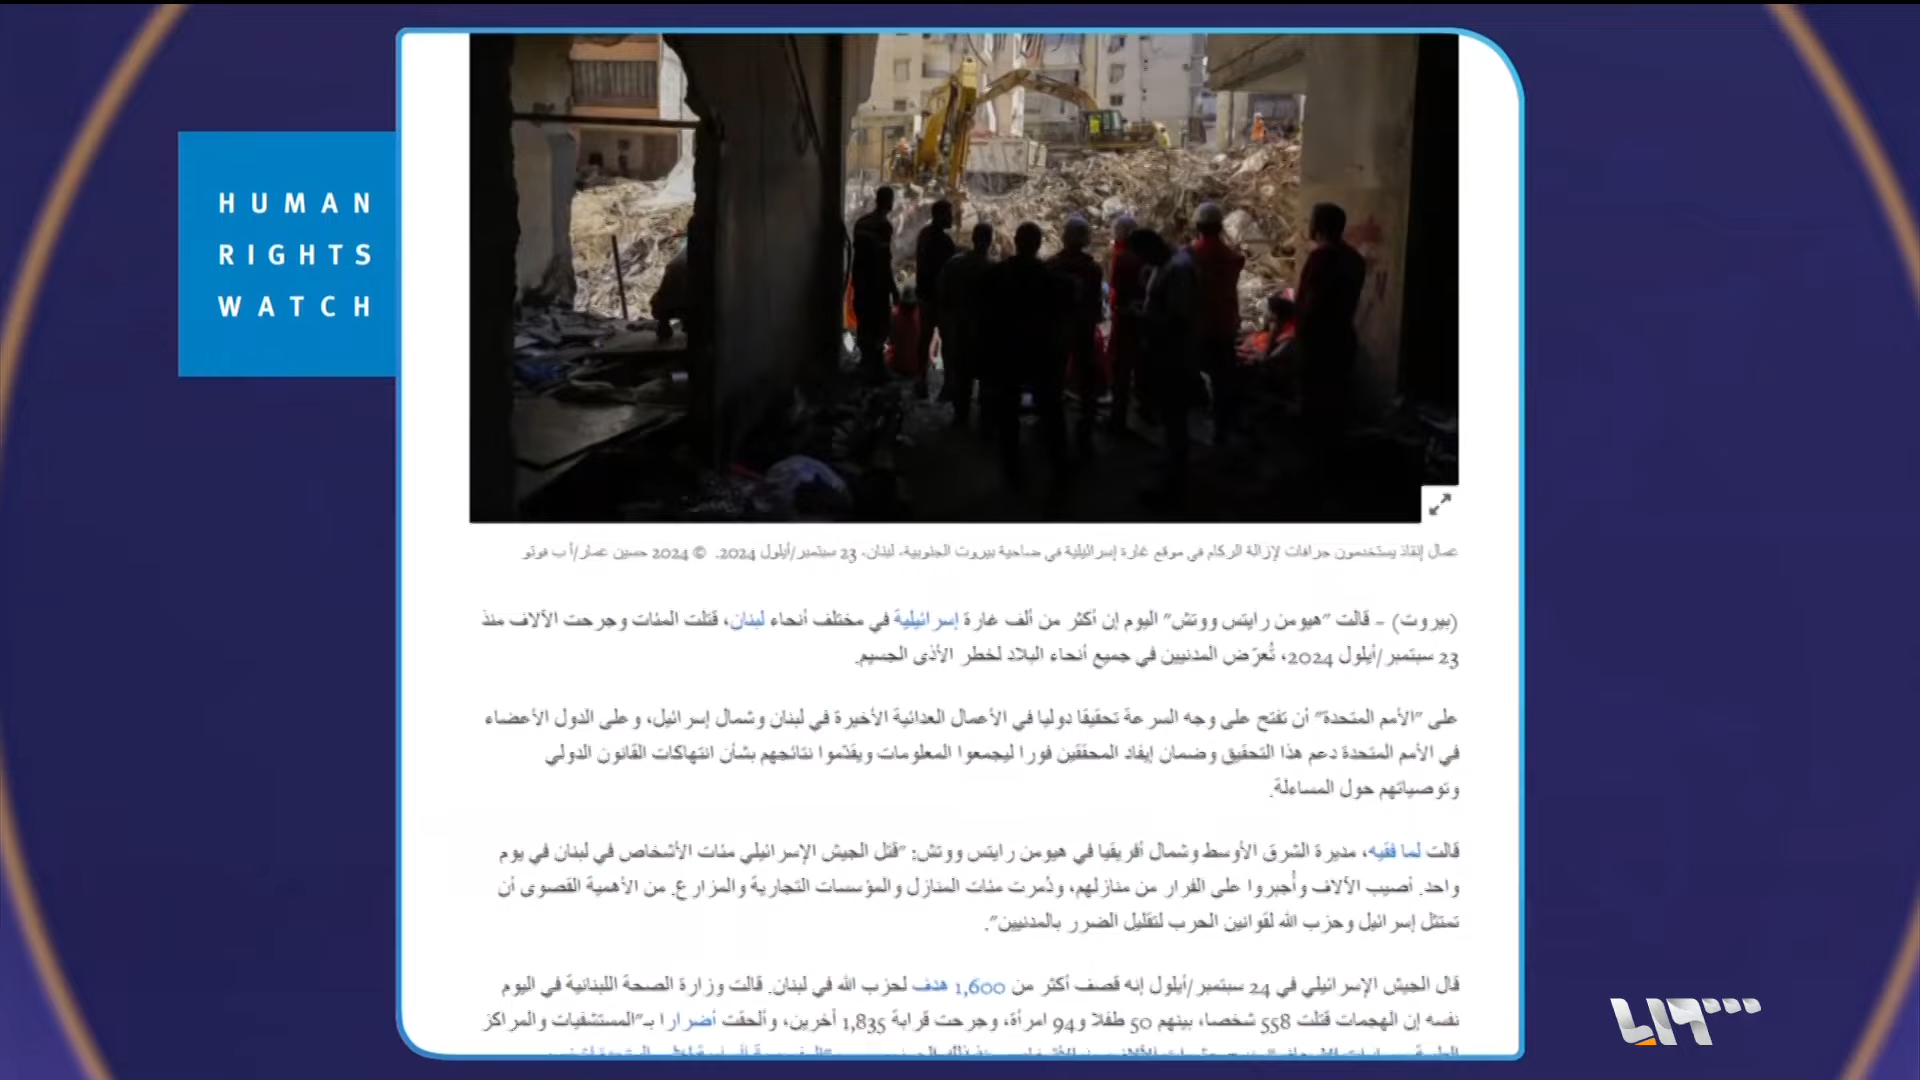 HUMAN
RIGHTS
WATCH
عمال إنقاذ يستخدمون جرافات لإزالة الركام في موقع غارة إسرائيلية في ضاحية بيروت الجنوبية، لبنان، 23 سبتمبر/أيلول 2024. © 2024 حسين عمار/أ ب فوتو
(بيروت) – قالت "هيومن رايتس ووتش" اليوم إن أكثر من ألف غارة إسرائيلية في مختلف أنحاء لبنان، قتلت المئات وجرحت الآلاف منذ
23 سبتمبر/أيلول 2024، تُعرّض المدنيين في جميع أنحاء البلاد لخطر الأذى الجسيم.
على "الأمم المتحدة" أن تفتح على وجه السرعة تحقيقا دوليا في الأعمال العدائية الأخيرة في لبنان وشمال إسرائيل، وعلى الدول الأعضاء
في الأمم المتحدة دعم هذا التحقيق وضمان إيفاد المحققين فورا ليجمعوا المعلومات ويقدّموا نتائجهم بشأن انتهاكات القانون الدولي
وتوصياتهم حول المساءلة.
قالت لما فقيه، مديرة الشرق الأوسط وشمال أفريقيا في هيومن رايتس ووتش: "قتل الجيش الإسرائيلي مئات الأشخاص في لبنان في يوم
واحد. أصيب الآلاف وأُجبروا على الفرار من منازلهم، ودُمرت مئات المنازل والمؤسسات التجارية والمزارع. من الأهمية القصوى أن
تمتثل إسرائيل وحزب الله لقوانين الحرب لتقليل الضرر بالمدنيين".
قال الجيش الإسرائيلي في 24 سبتمبر/أيلول إنه قصف أكثر من 1,600 هدف لحزب الله في لبنان. قالت وزارة الصحة اللبنانية في اليوم
نفسه إن الهجمات قتلت 558 شخصا، بينهم 50 طفلا و94 امرأة، وجرحت قرابة 1,835 آخرين، وألحقت أضرارا بـ"المستشفيات والمراكز